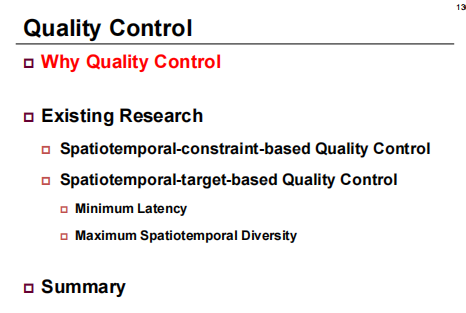 13
Quality Control
Why Quality Control
Existing Research
Spatiotemporal-constraint-based Quality Control
Spatiotemporal-target-based Quality Control
Minimum Latency
Maximum Spatiotemporal Diversity
Summary